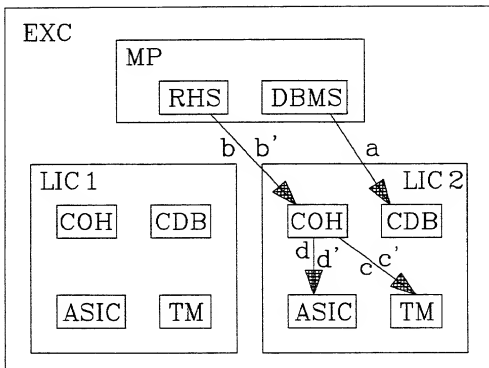 EXC
MP
RHS DBMS
b b' a
LIC 1 LIC 2
COH CDB COH CDB
d d' c c'
ASIC TM ASIC TM